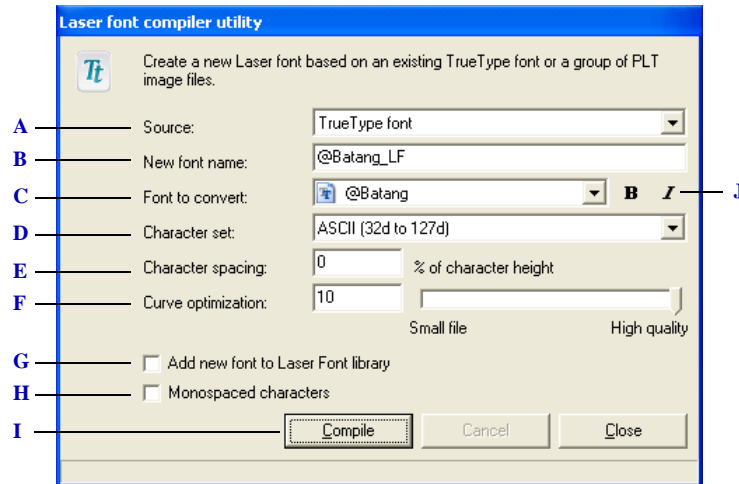 Laser font compiler utility
Tt
Create a new Laser font based on an existing TrueType font or a group of PLT
image files.
A Source: TrueType font
B New font name: @Batang_LF
C Font to convert: @Batang B I J
D Character set: ASCII (32d to 127d)
E Character spacing: 0 % of character height
F Curve optimization: 10
Small file High quality
G Add new font to Laser Font library
H Monospaced characters
I Compile Cancel Close